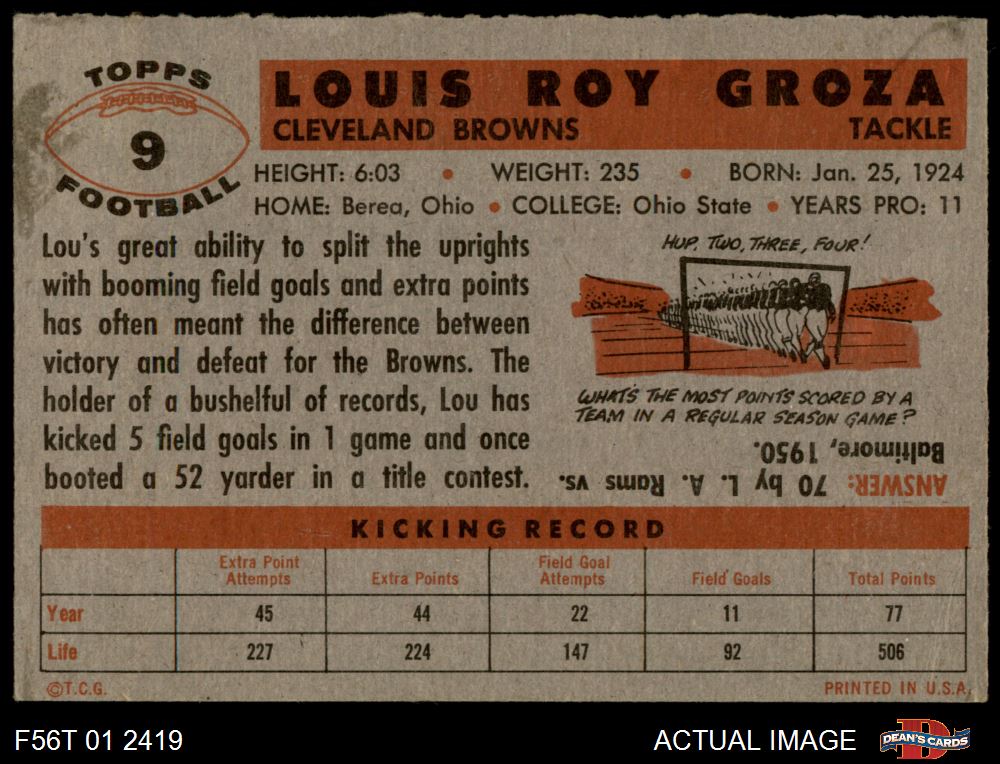 TOPPS
9
FOOTBALL
LOUIS ROY GROZA
CLEVELAND BROWNS TACKLE
HEIGHT: 6:03 • WEIGHT: 235 • BORN: Jan. 25, 1924
HOME: Berea, Ohio • COLLEGE: Ohio State • YEARS PRO: 11
Lou's great ability to split the uprights
with booming field goals and extra points
has often meant the difference between
victory and defeat for the Browns. The
holder of a bushelful of records, Lou has
kicked 5 field goals in 1 game and once
booted a 52 yarder in a title contest.
HUP, TWO, THREE, FOUR!
WHAT'S THE MOST POINTS SCORED BY A
TEAM IN A REGULAR SEASON GAME?
ANSWER: 70 by L. A. Rams vs.
Baltimore, 1950.
KICKING RECORD
Extra Point Attempts Extra Points Field Goal Attempts Field Goals Total Points
Year 45 44 22 11 77
Life 227 224 147 92 506
©T.C.G. PRINTED IN U.S.A.
F56T 01 2419 ACTUAL IMAGE DEAN'S CARDS